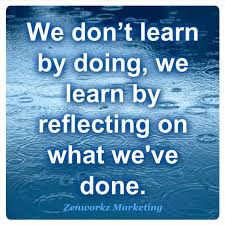 We don’t learn
by doing, we
learn by
reflecting on
what we've
done.
Zenworkz Marketing